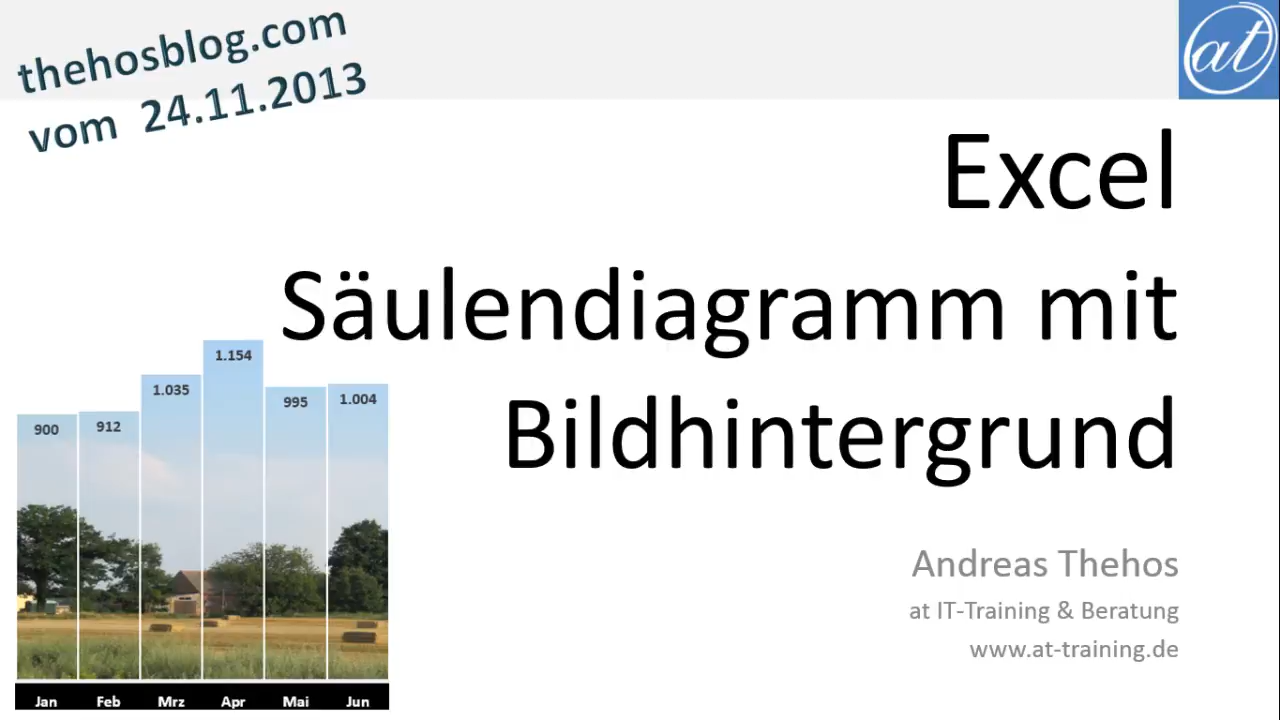 thehosblog.com
vom 24.11.2013
at
Excel
Säulendiagramm mit
Bildhintergrund
900 912 1.035 1.154 995 1.004
Jan Feb Mrz Apr Mai Jun
Andreas Thehos
at IT-Training & Beratung
www.at-training.de